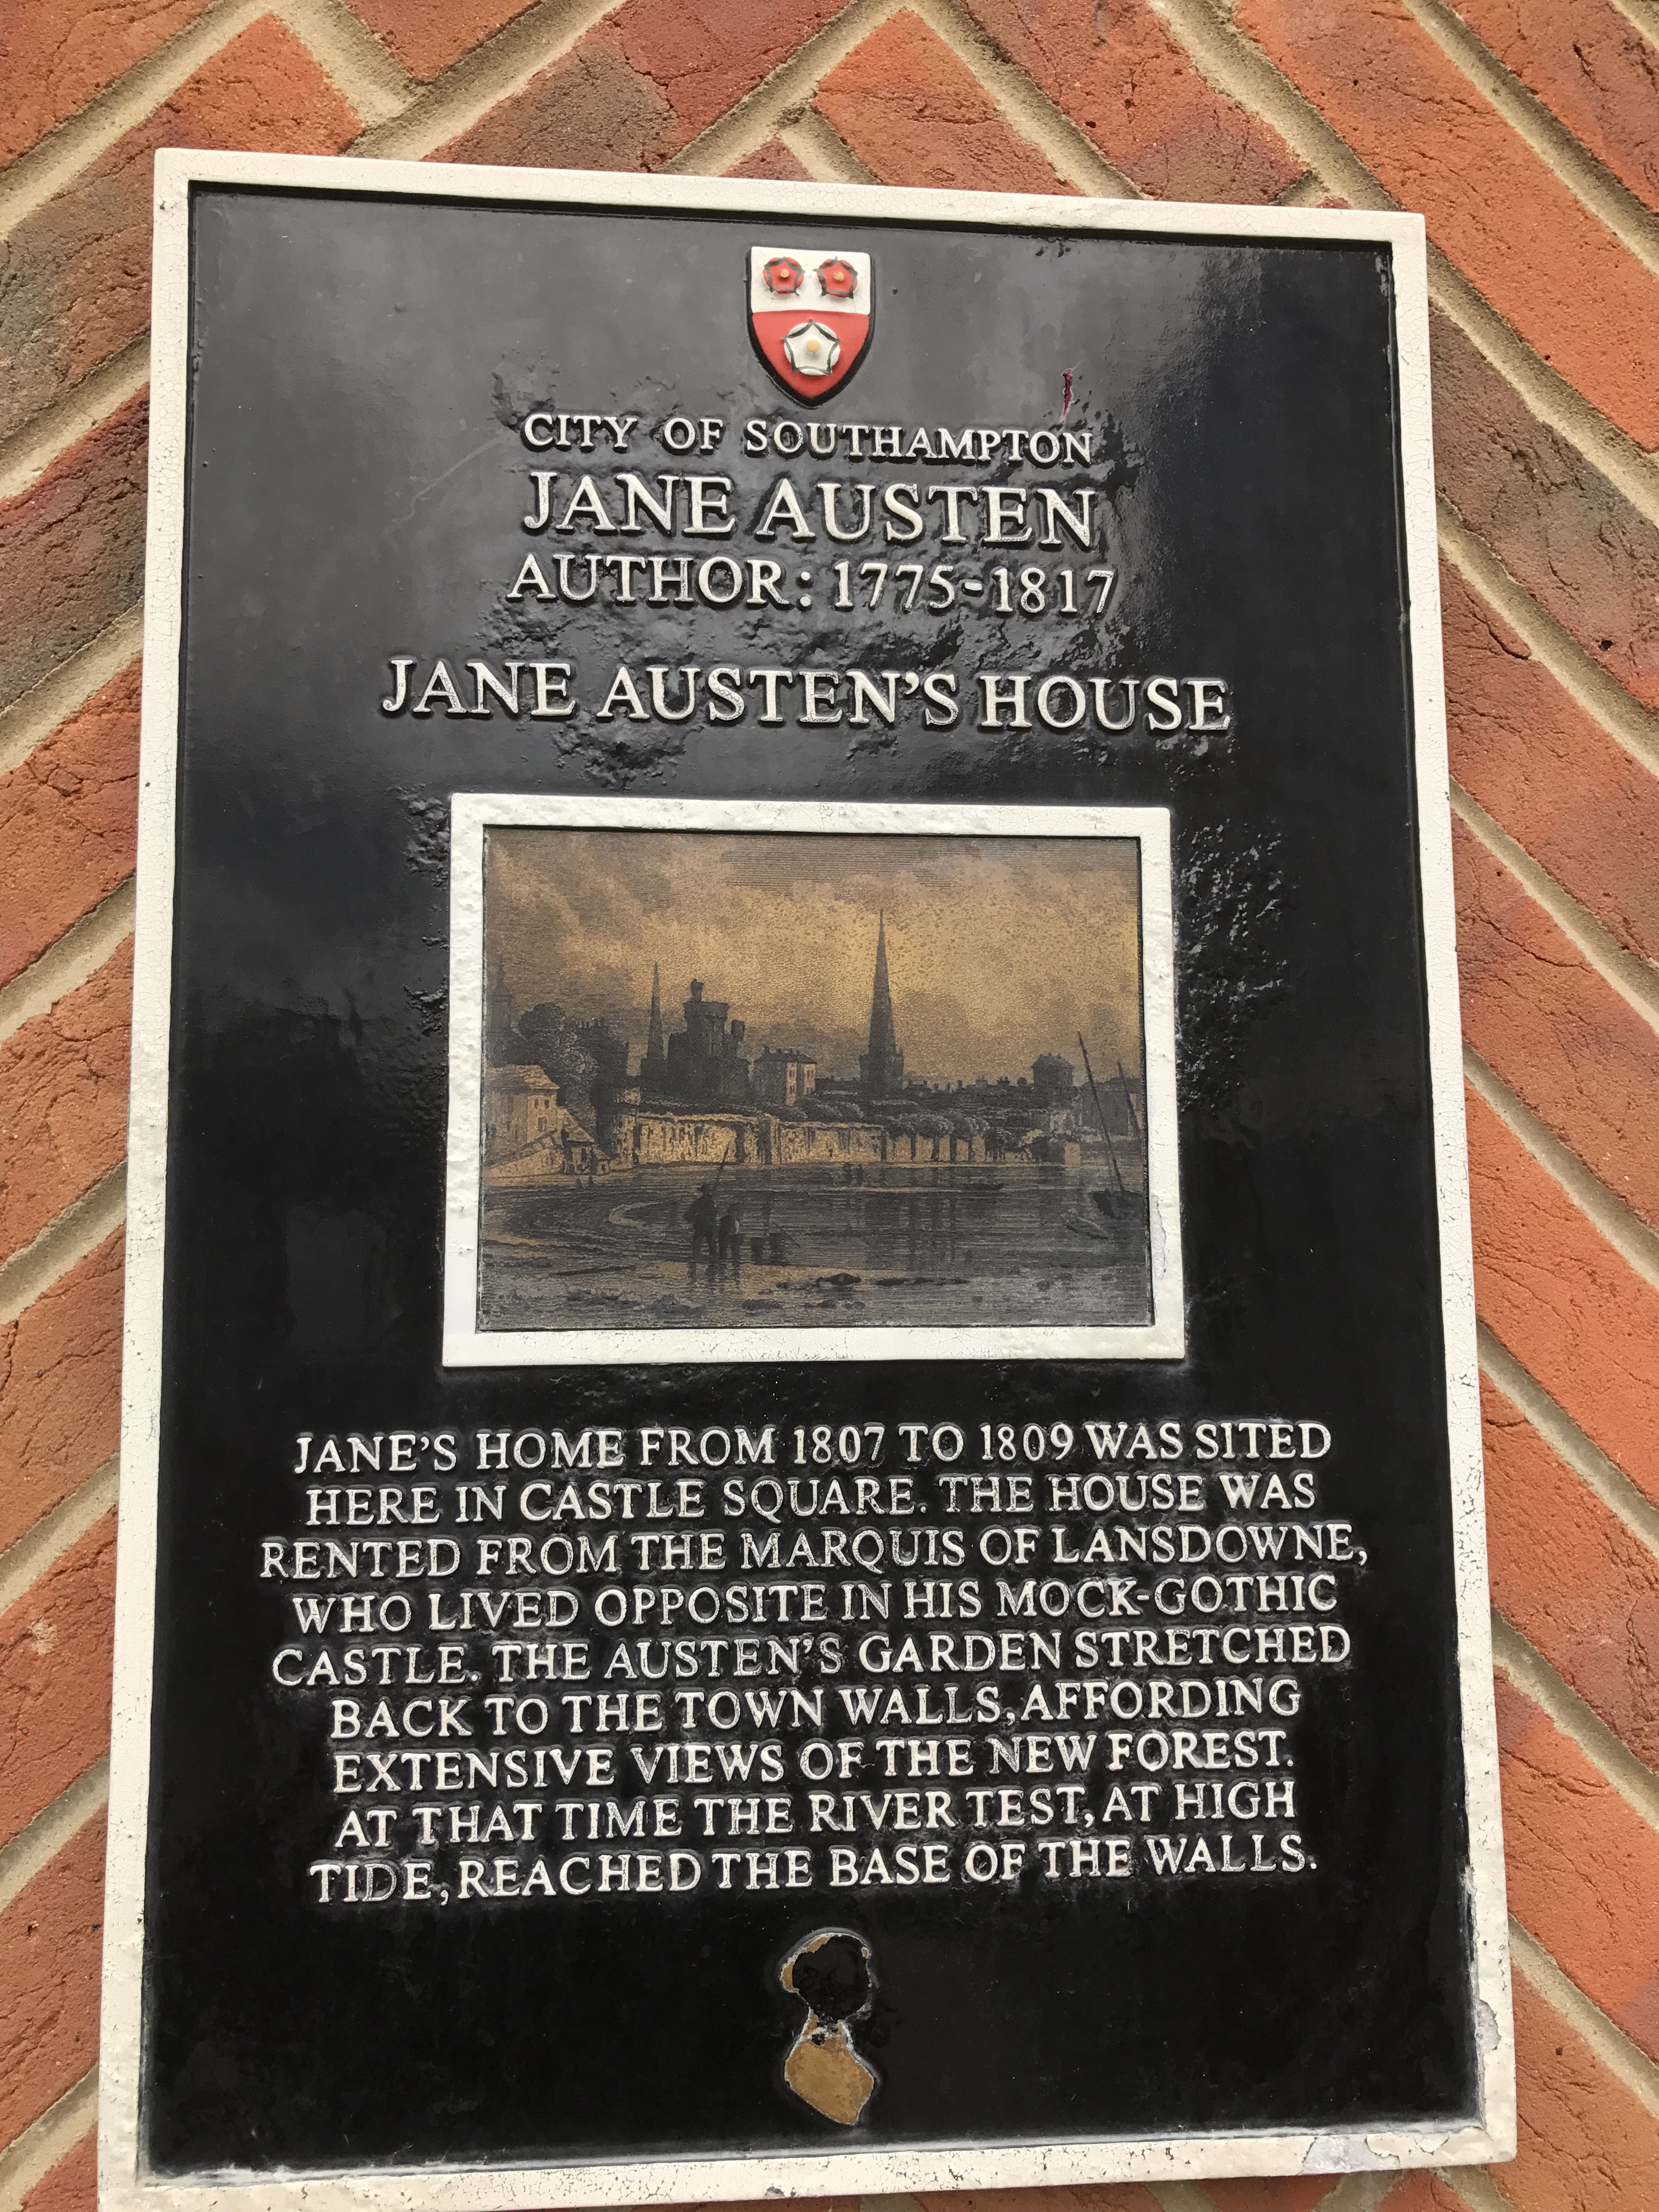 CITY OF SOUTHAMPTON
JANE AUSTEN
AUTHOR: 1775-1817
JANE AUSTEN'S HOUSE
JANE'S HOME FROM 1807 TO 1809 WAS SITED
HERE IN CASTLE SQUARE. THE HOUSE WAS
RENTED FROM THE MARQUIS OF LANSDOWNE,
WHO LIVED OPPOSITE IN HIS MOCK-GOTHIC
CASTLE. THE AUSTEN'S GARDEN STRETCHED
BACK TO THE TOWN WALLS, AFFORDING
EXTENSIVE VIEWS OF THE NEW FOREST.
AT THAT TIME THE RIVER TEST, AT HIGH
TIDE, REACHED THE BASE OF THE WALLS.